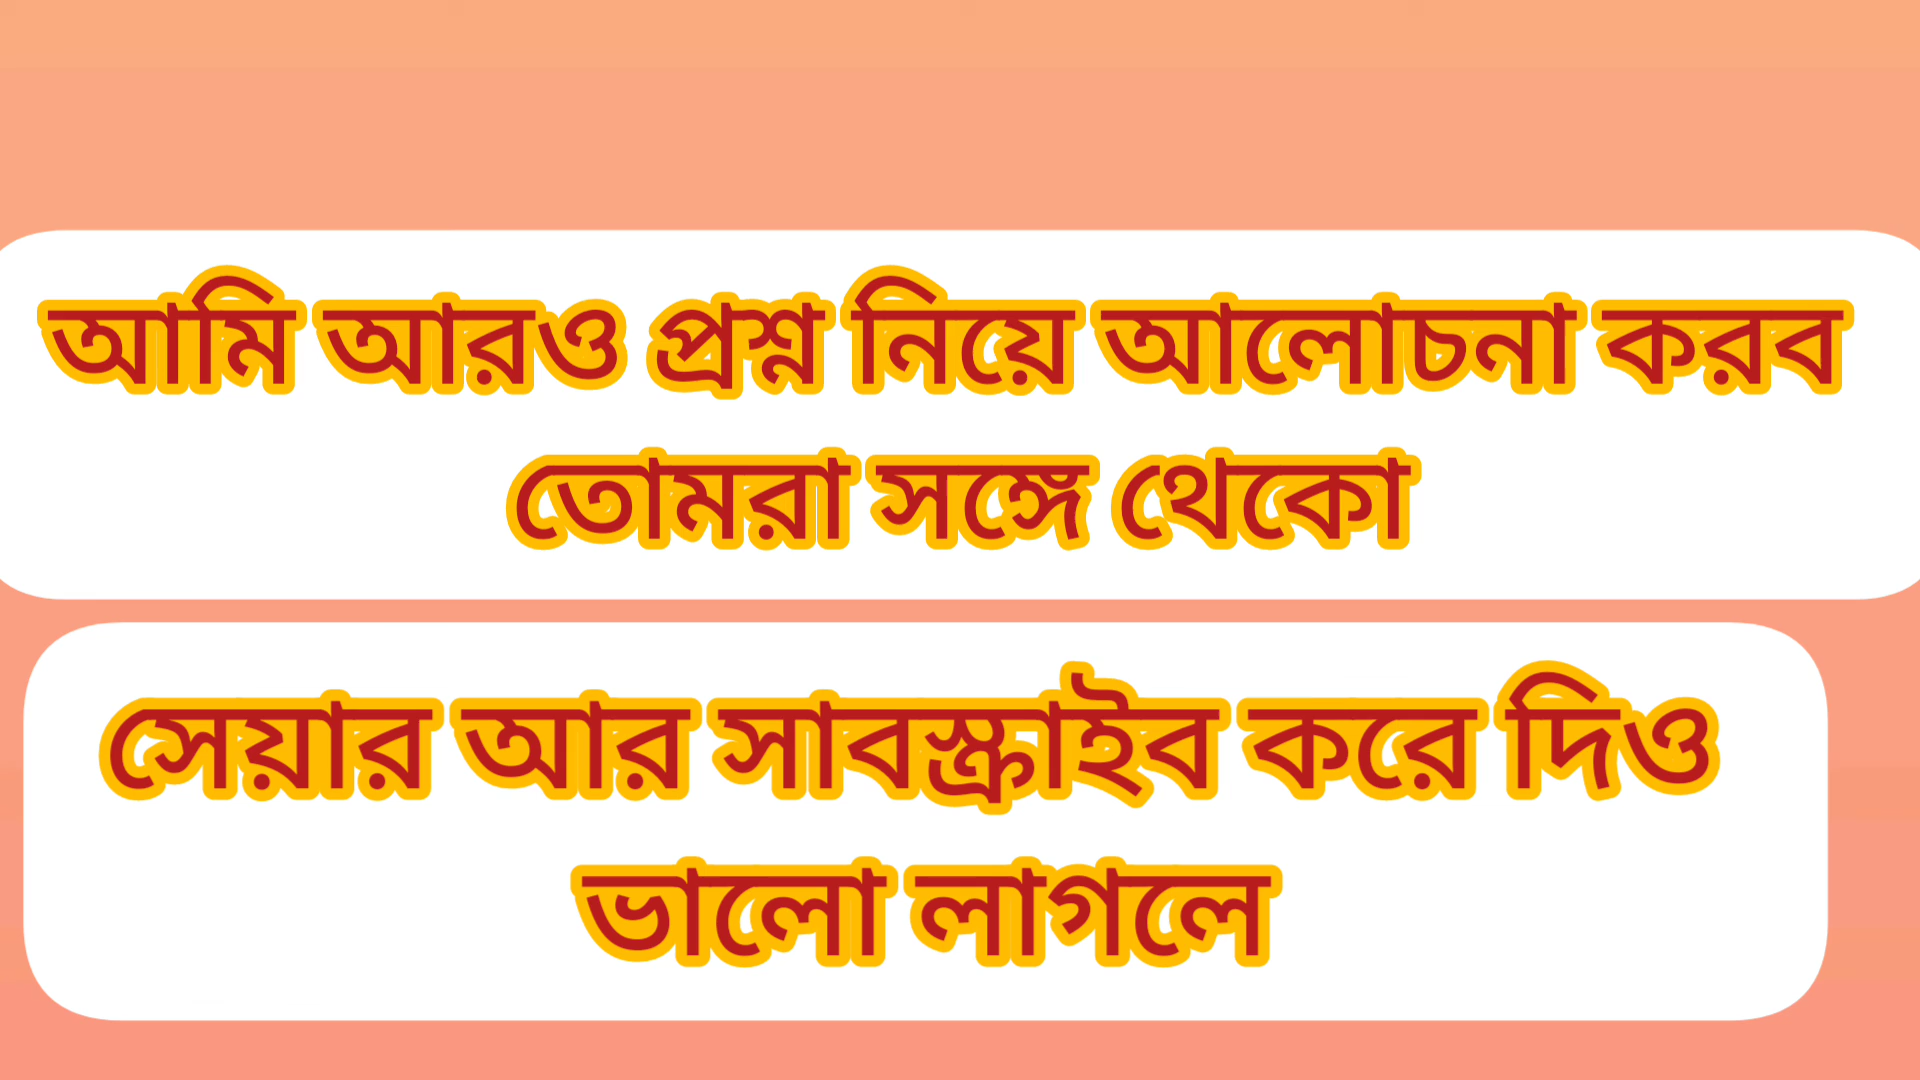 আমি আরও প্রশ্ন নিয়ে আলোচনা করব
তোমরা সঙ্গে থেকো
সেয়ার আর সাবস্ক্রাইব করে দিও
ভালো লাগলে